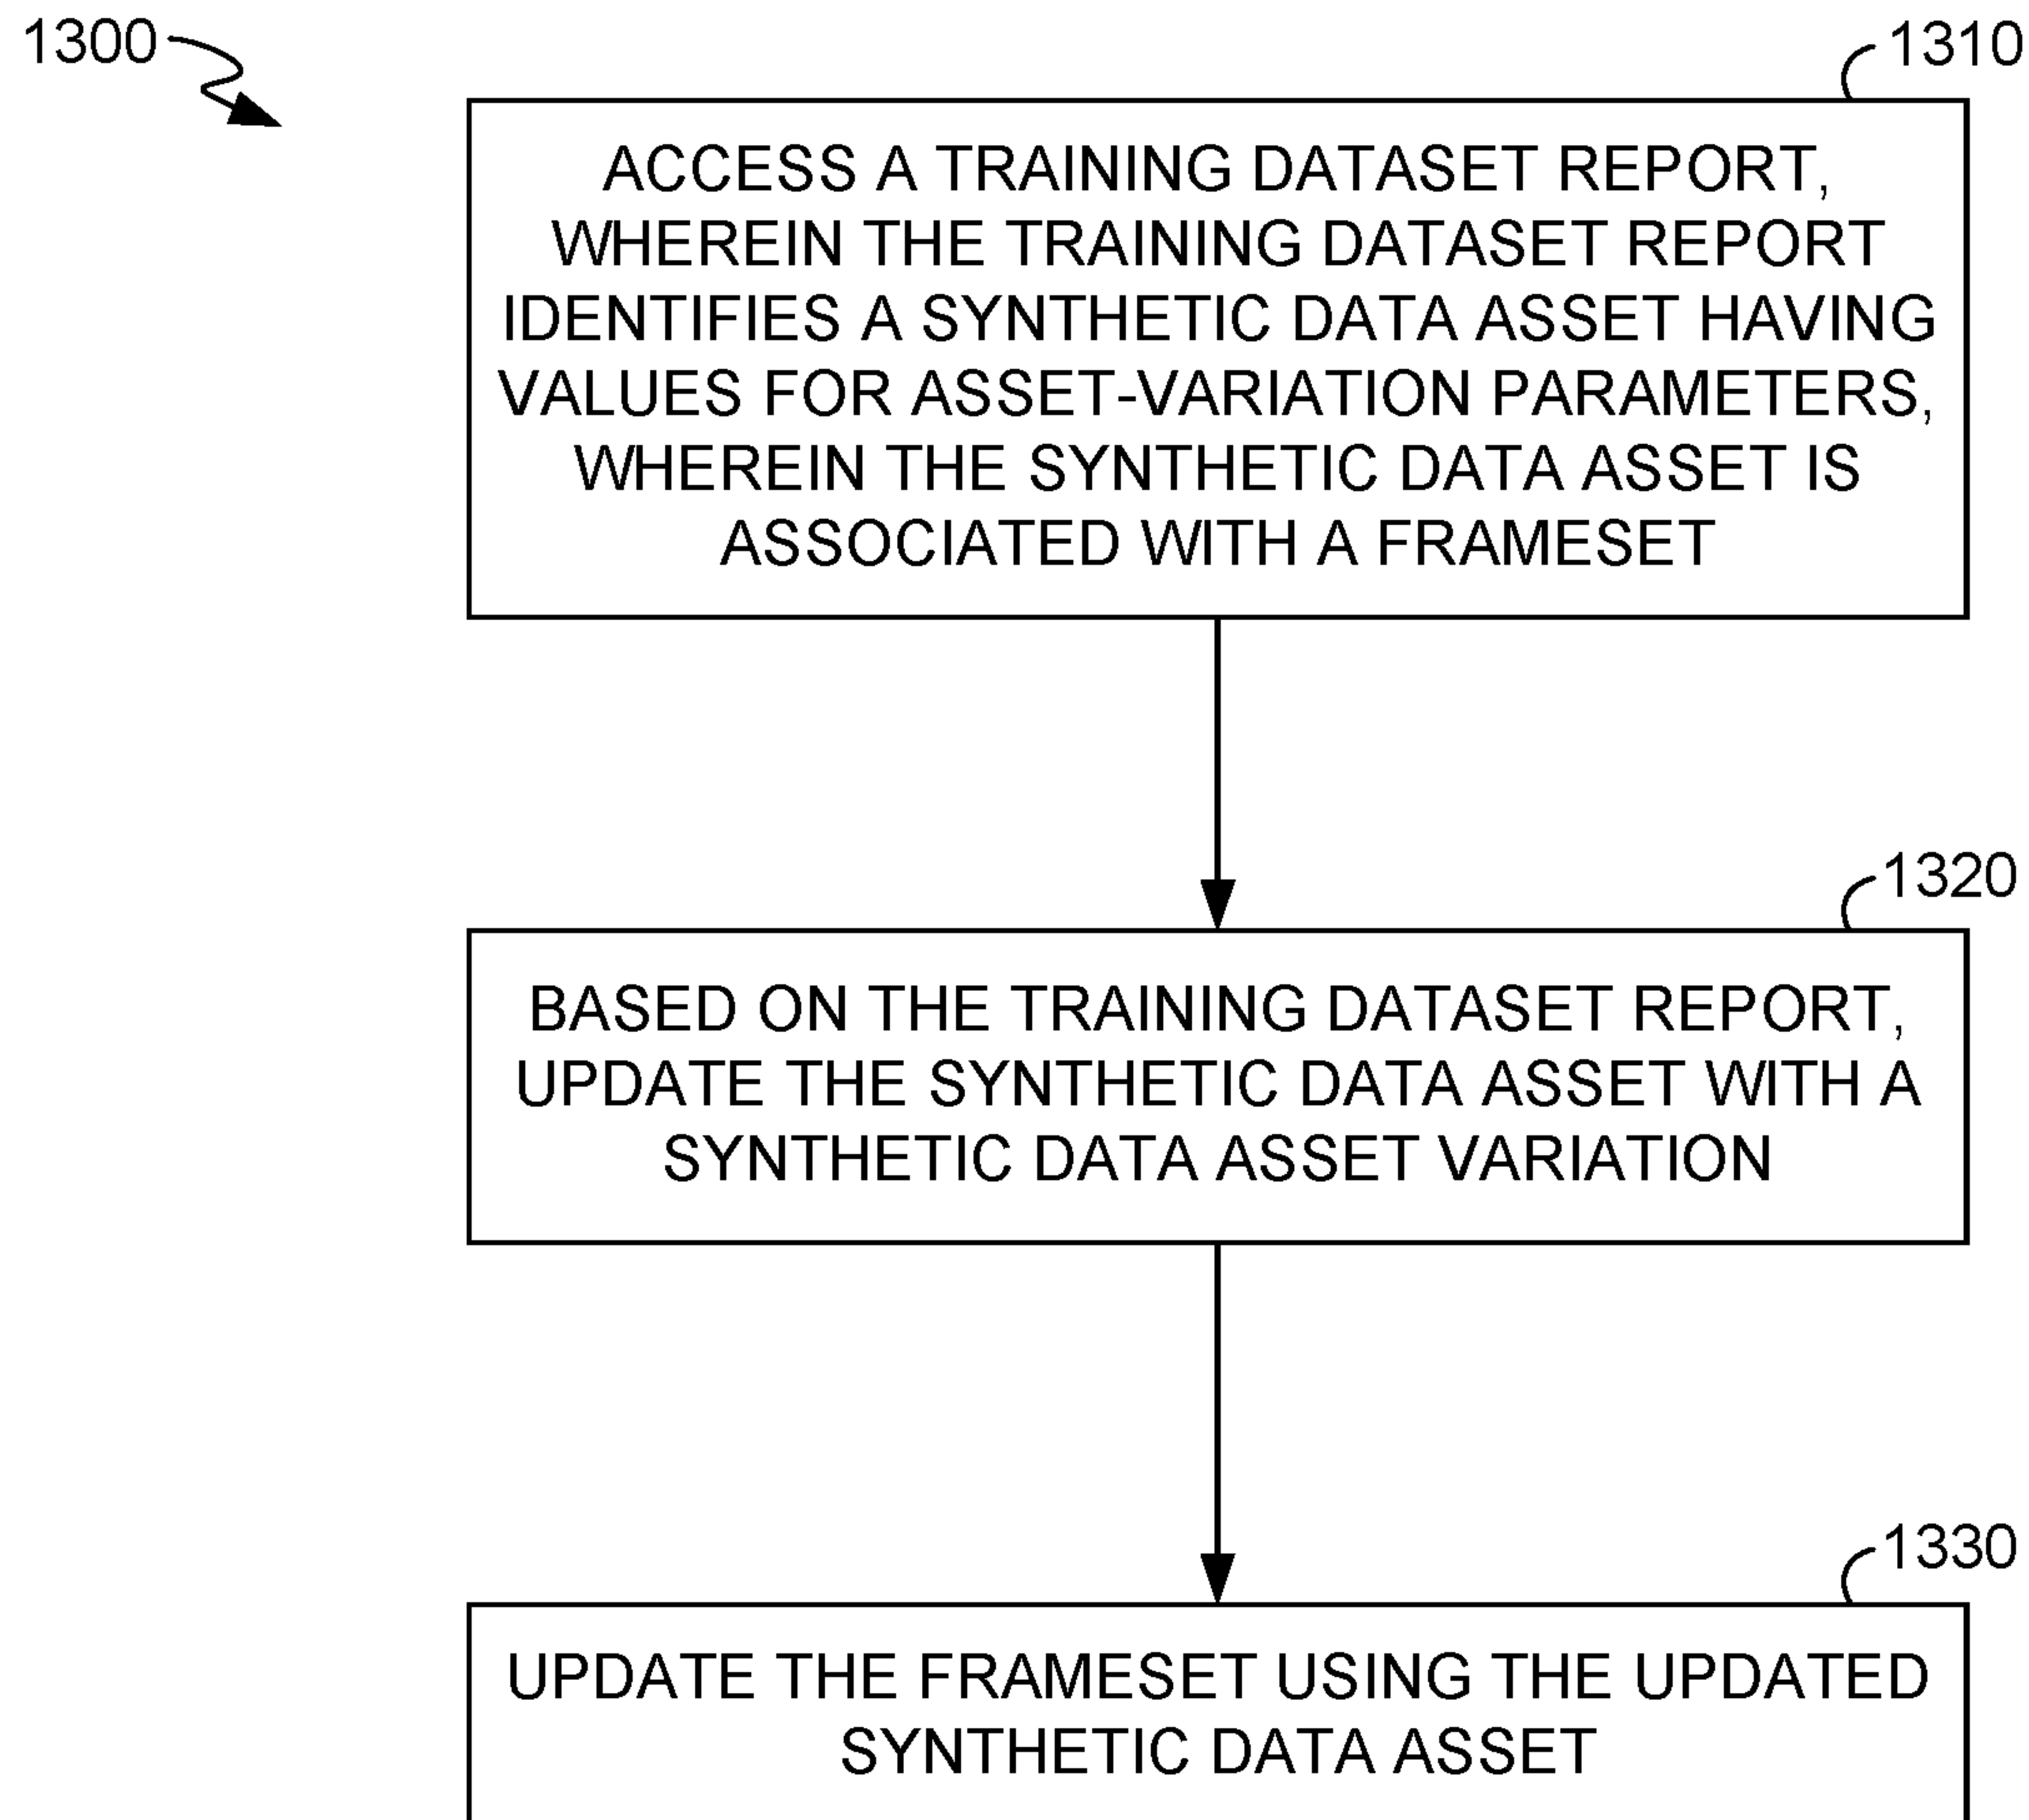 1300
1310
ACCESS A TRAINING DATASET REPORT,
WHEREIN THE TRAINING DATASET REPORT
IDENTIFIES A SYNTHETIC DATA ASSET HAVING
VALUES FOR ASSET-VARIATION PARAMETERS,
WHEREIN THE SYNTHETIC DATA ASSET IS
ASSOCIATED WITH A FRAMESET
1320
BASED ON THE TRAINING DATASET REPORT,
UPDATE THE SYNTHETIC DATA ASSET WITH A
SYNTHETIC DATA ASSET VARIATION
1330
UPDATE THE FRAMESET USING THE UPDATED
SYNTHETIC DATA ASSET